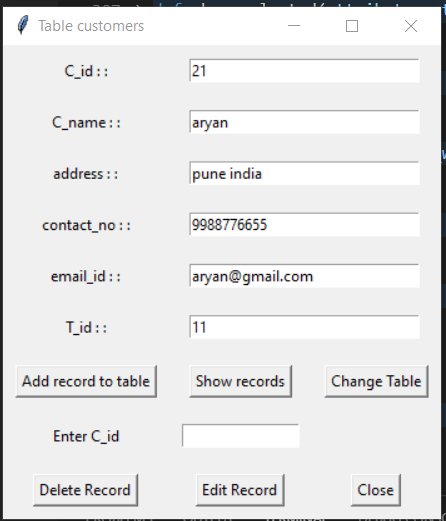 Table customers
C_id : : 21
C_name : : aryan
address : : pune india
contact_no : : 9988776655
email_id : : aryan@gmail.com
T_id : : 11
Add record to table Show records Change Table
Enter C_id
Delete Record Edit Record Close